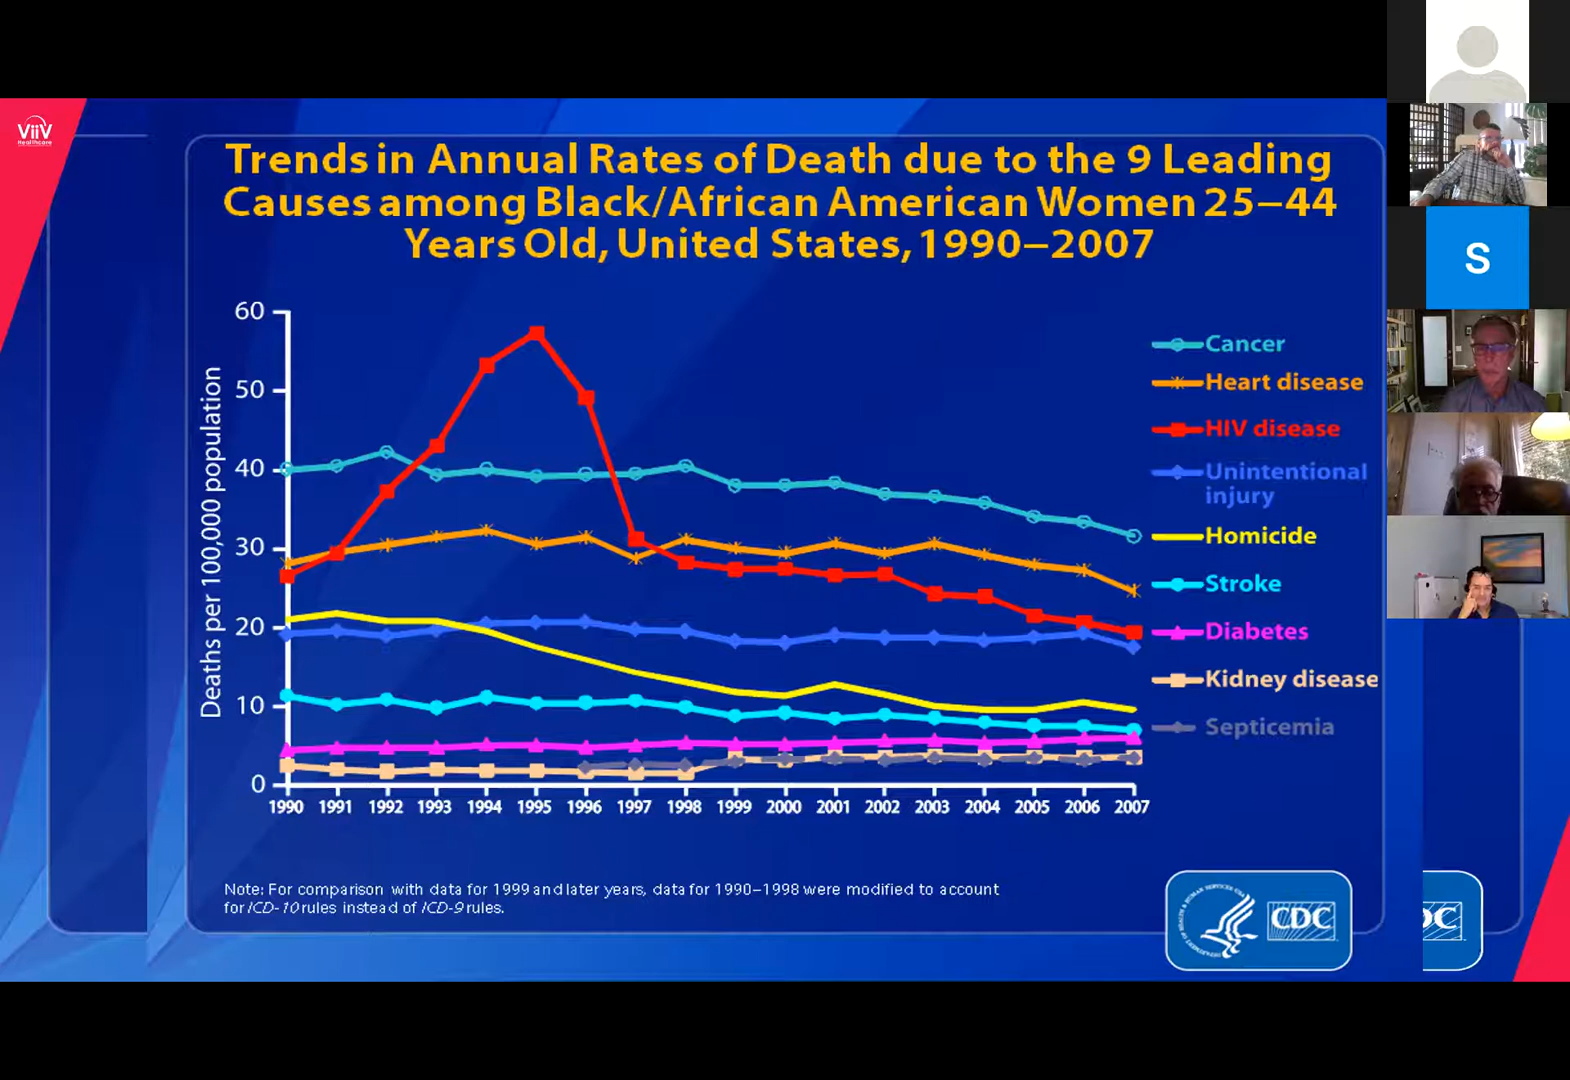 ViiV
Healthcare
Trends in Annual Rates of Death due to the 9 Leading
Causes among Black/African American Women 25–44
Years Old, United States, 1990–2007
Deaths per 100,000 population
60
50
40
30
20
10
0
1990 1991 1992 1993 1994 1995 1996 1997 1998 1999 2000 2001 2002 2003 2004 2005 2006 2007
Cancer
Heart disease
HIV disease
Unintentional
injury
Homicide
Stroke
Diabetes
Kidney disease
Septicemia
Note: For comparison with data for 1999 and later years, data for 1990–1998 were modified to account
for ICD-10 rules instead of ICD-9 rules.
CDC
DC
S